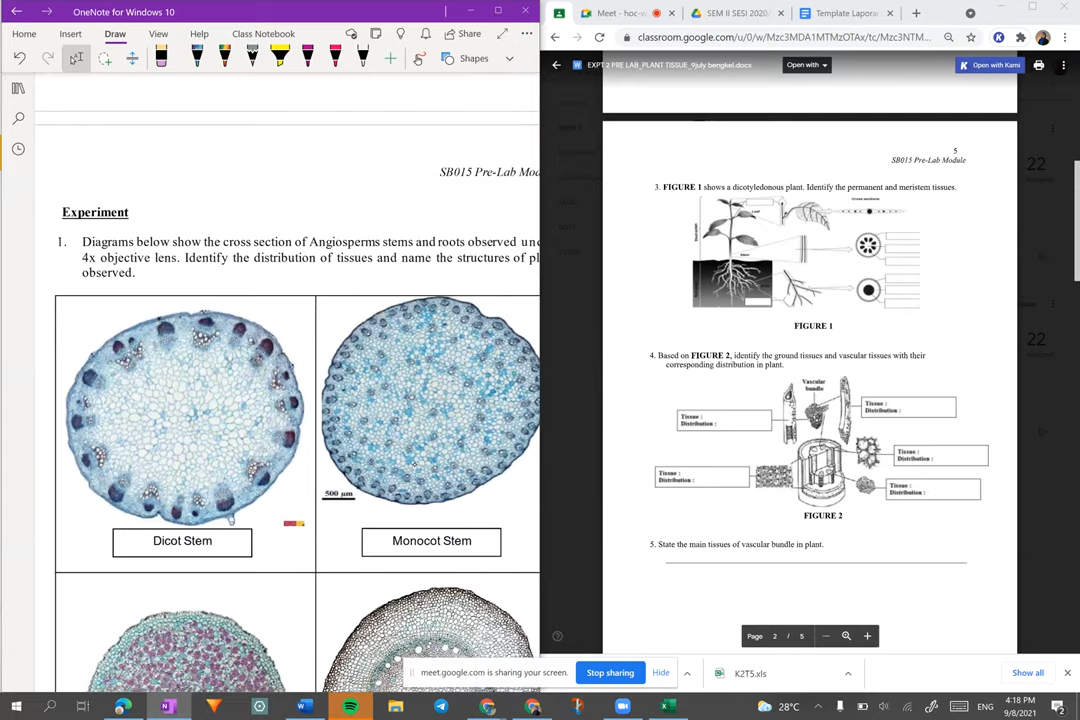 OneNote for Windows 10
Home
Insert
Draw
View
Help
Class Notebook
Share
Shapes
SB015 Pre-Lab Mod
Experiment
1. Diagrams below show the cross section of Angiosperms stems and roots observed un
4x objective lens. Identify the distribution of tissues and name the structures of pl
observed.
500 µm
Dicot Stem
Monocot Stem
Meet - hoc-w
SEM II SESI 2020/
Template Lapora
classroom.google.com/u/0/w/Mzc3MDA1MTMzOTAx/tc/Mzc3NTM...
EXPT 2 PRE LAB_PLANT TISSUE_9july bengkel.docx
Open with
Open with Kami
5
SB015 Pre-Lab Module
3. FIGURE 1 shows a dicotyledonous plant. Identify the permanent and meristem tissues.
Cross sections
Leaf
FIGURE 1
4. Based on FIGURE 2, identify the ground tissues and vascular tissues with their
corresponding distribution in plant.
Vascular
bundle
Tissue :
Distribution :
Tissue :
Distribution :
Tissue :
Distribution :
Tissue :
Distribution :
Tissue :
Distribution :
FIGURE 2
5. State the main tissues of vascular bundle in plant.
22
22
Page 2 / 5
meet.google.com is sharing your screen.
Stop sharing
Hide
K2T5.xls
Show all
28°C
ENG
4:18 PM
9/8/2021
2